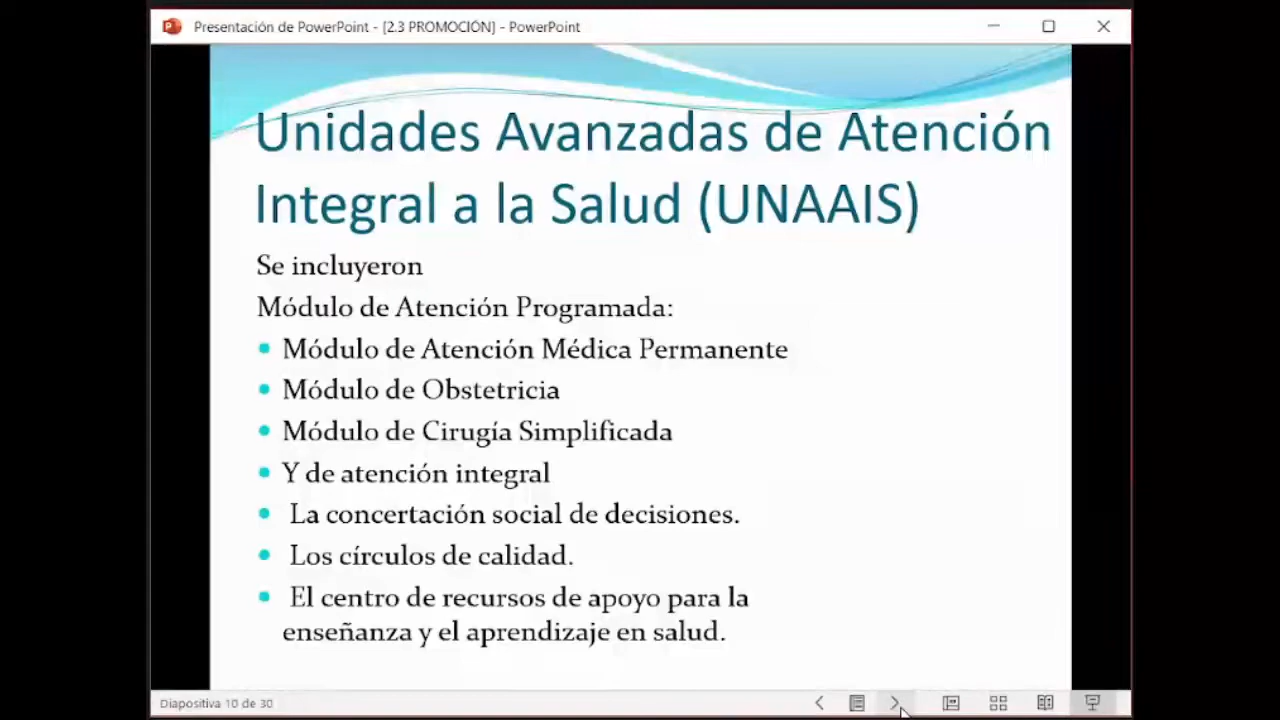 Presentación de PowerPoint - [2.3 PROMOCIÓN] - PowerPoint
Unidades Avanzadas de Atención
Integral a la Salud (UNAAIS)
Se incluyeron
Módulo de Atención Programada:
• Módulo de Atención Médica Permanente
• Módulo de Obstetricia
• Módulo de Cirugía Simplificada
• Y de atención integral
• La concertación social de decisiones.
• Los círculos de calidad.
• El centro de recursos de apoyo para la
enseñanza y el aprendizaje en salud.
Diapositiva 10 de 30